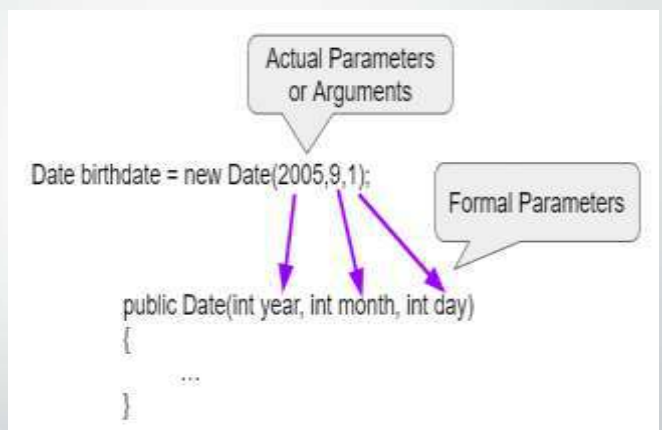 Actual Parameters
or Arguments
Date birthdate = new Date(2005,9,1);
Formal Parameters
public Date(int year, int month, int day)
{
...
}